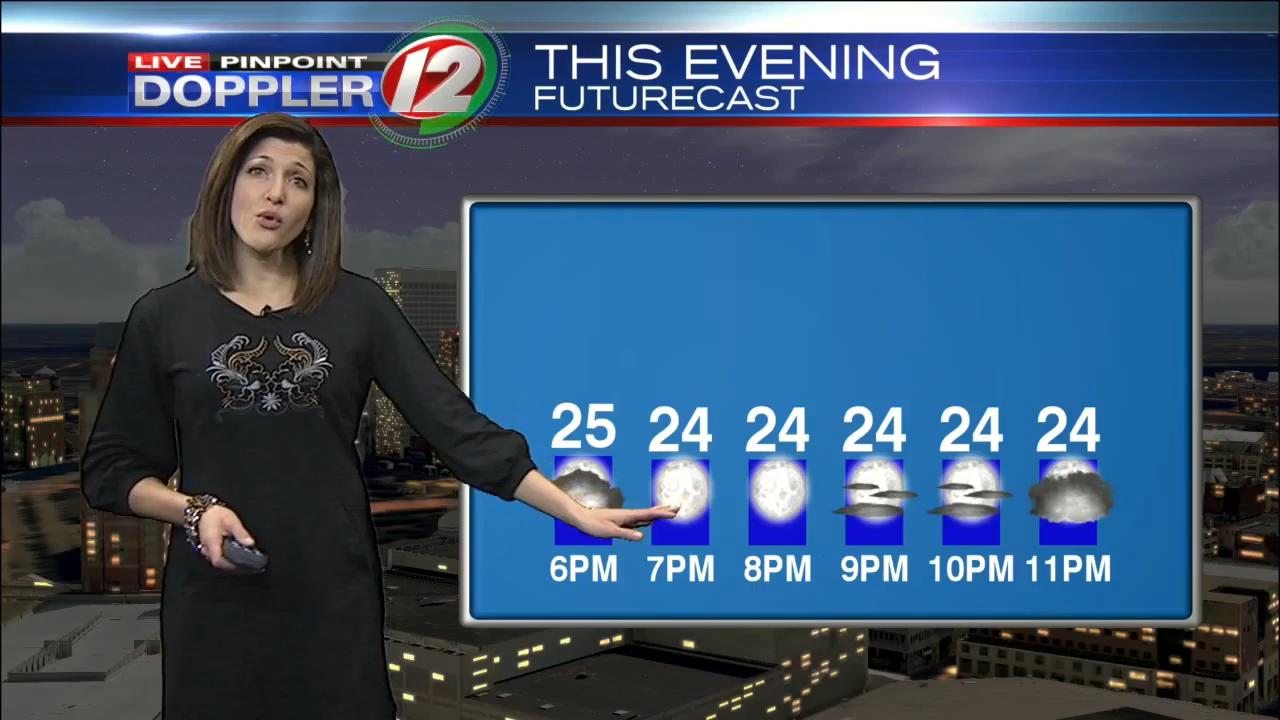 LIVE PINPOINT
DOPPLER 12
THIS EVENING
FUTURECAST
25 24 24 24 24 24
6PM 7PM 8PM 9PM 10PM 11PM